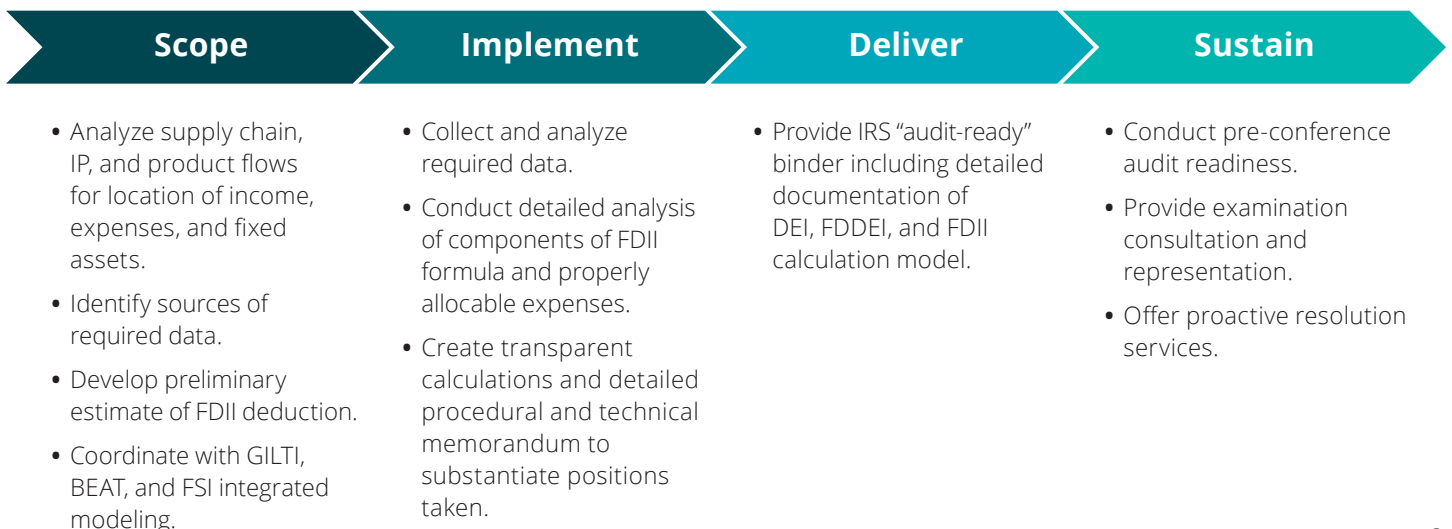 Scope
• Analyze supply chain,
IP, and product flows
for location of income,
expenses, and fixed
assets.
• Identify sources of
required data.
• Develop preliminary
estimate of FDII deduction.
• Coordinate with GILTI,
BEAT, and FSI integrated
modeling.
Implement
• Collect and analyze
required data.
• Conduct detailed analysis
of components of FDII
formula and properly
allocable expenses.
• Create transparent
calculations and detailed
procedural and technical
memorandum to
substantiate positions
taken.
Deliver
• Provide IRS “audit-ready”
binder including detailed
documentation of
DEI, FDDEI, and FDII
calculation model.
Sustain
• Conduct pre-conference
audit readiness.
• Provide examination
consultation and
representation.
• Offer proactive resolution
services.